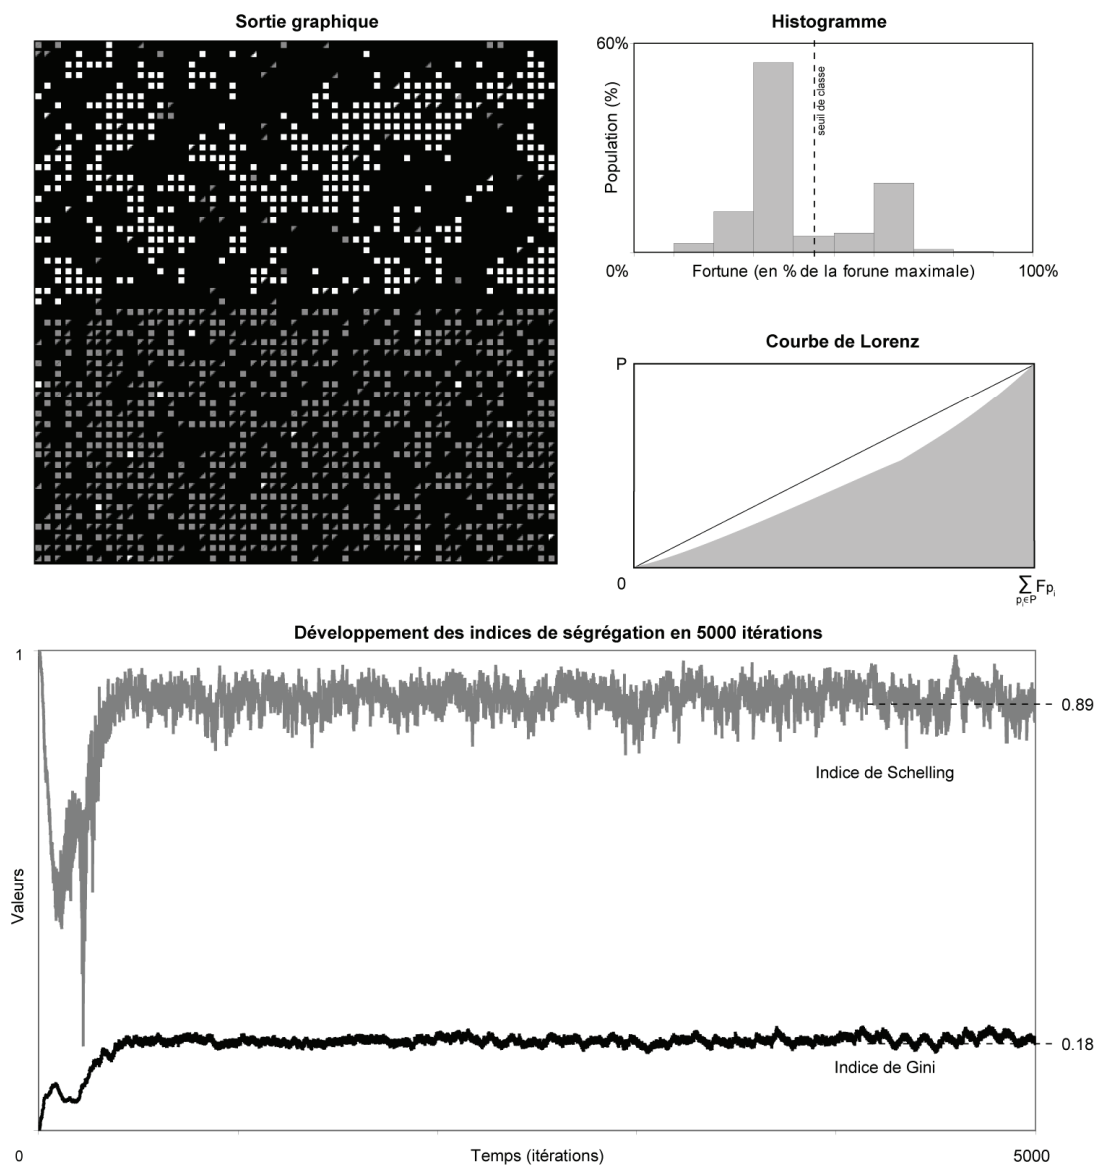 Sortie graphique
Histogramme
60%
Population (%)
seuil de classe
0%
Fortune (en % de la forune maximale)
100%
Courbe de Lorenz
P
0
∑ Fpᵢ
pᵢ∈P
Développement des indices de ségrégation en 5000 itérations
1
0.89
Indice de Schelling
Valeurs
0.18
Indice de Gini
0
Temps (itérations)
5000